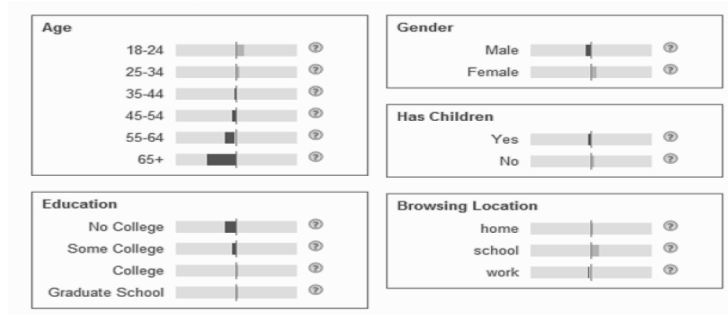 Age
18-24
25-34
35-44
45-54
55-64
65+
Education
No College
Some College
College
Graduate School
Gender
Male
Female
Has Children
Yes
No
Browsing Location
home
school
work